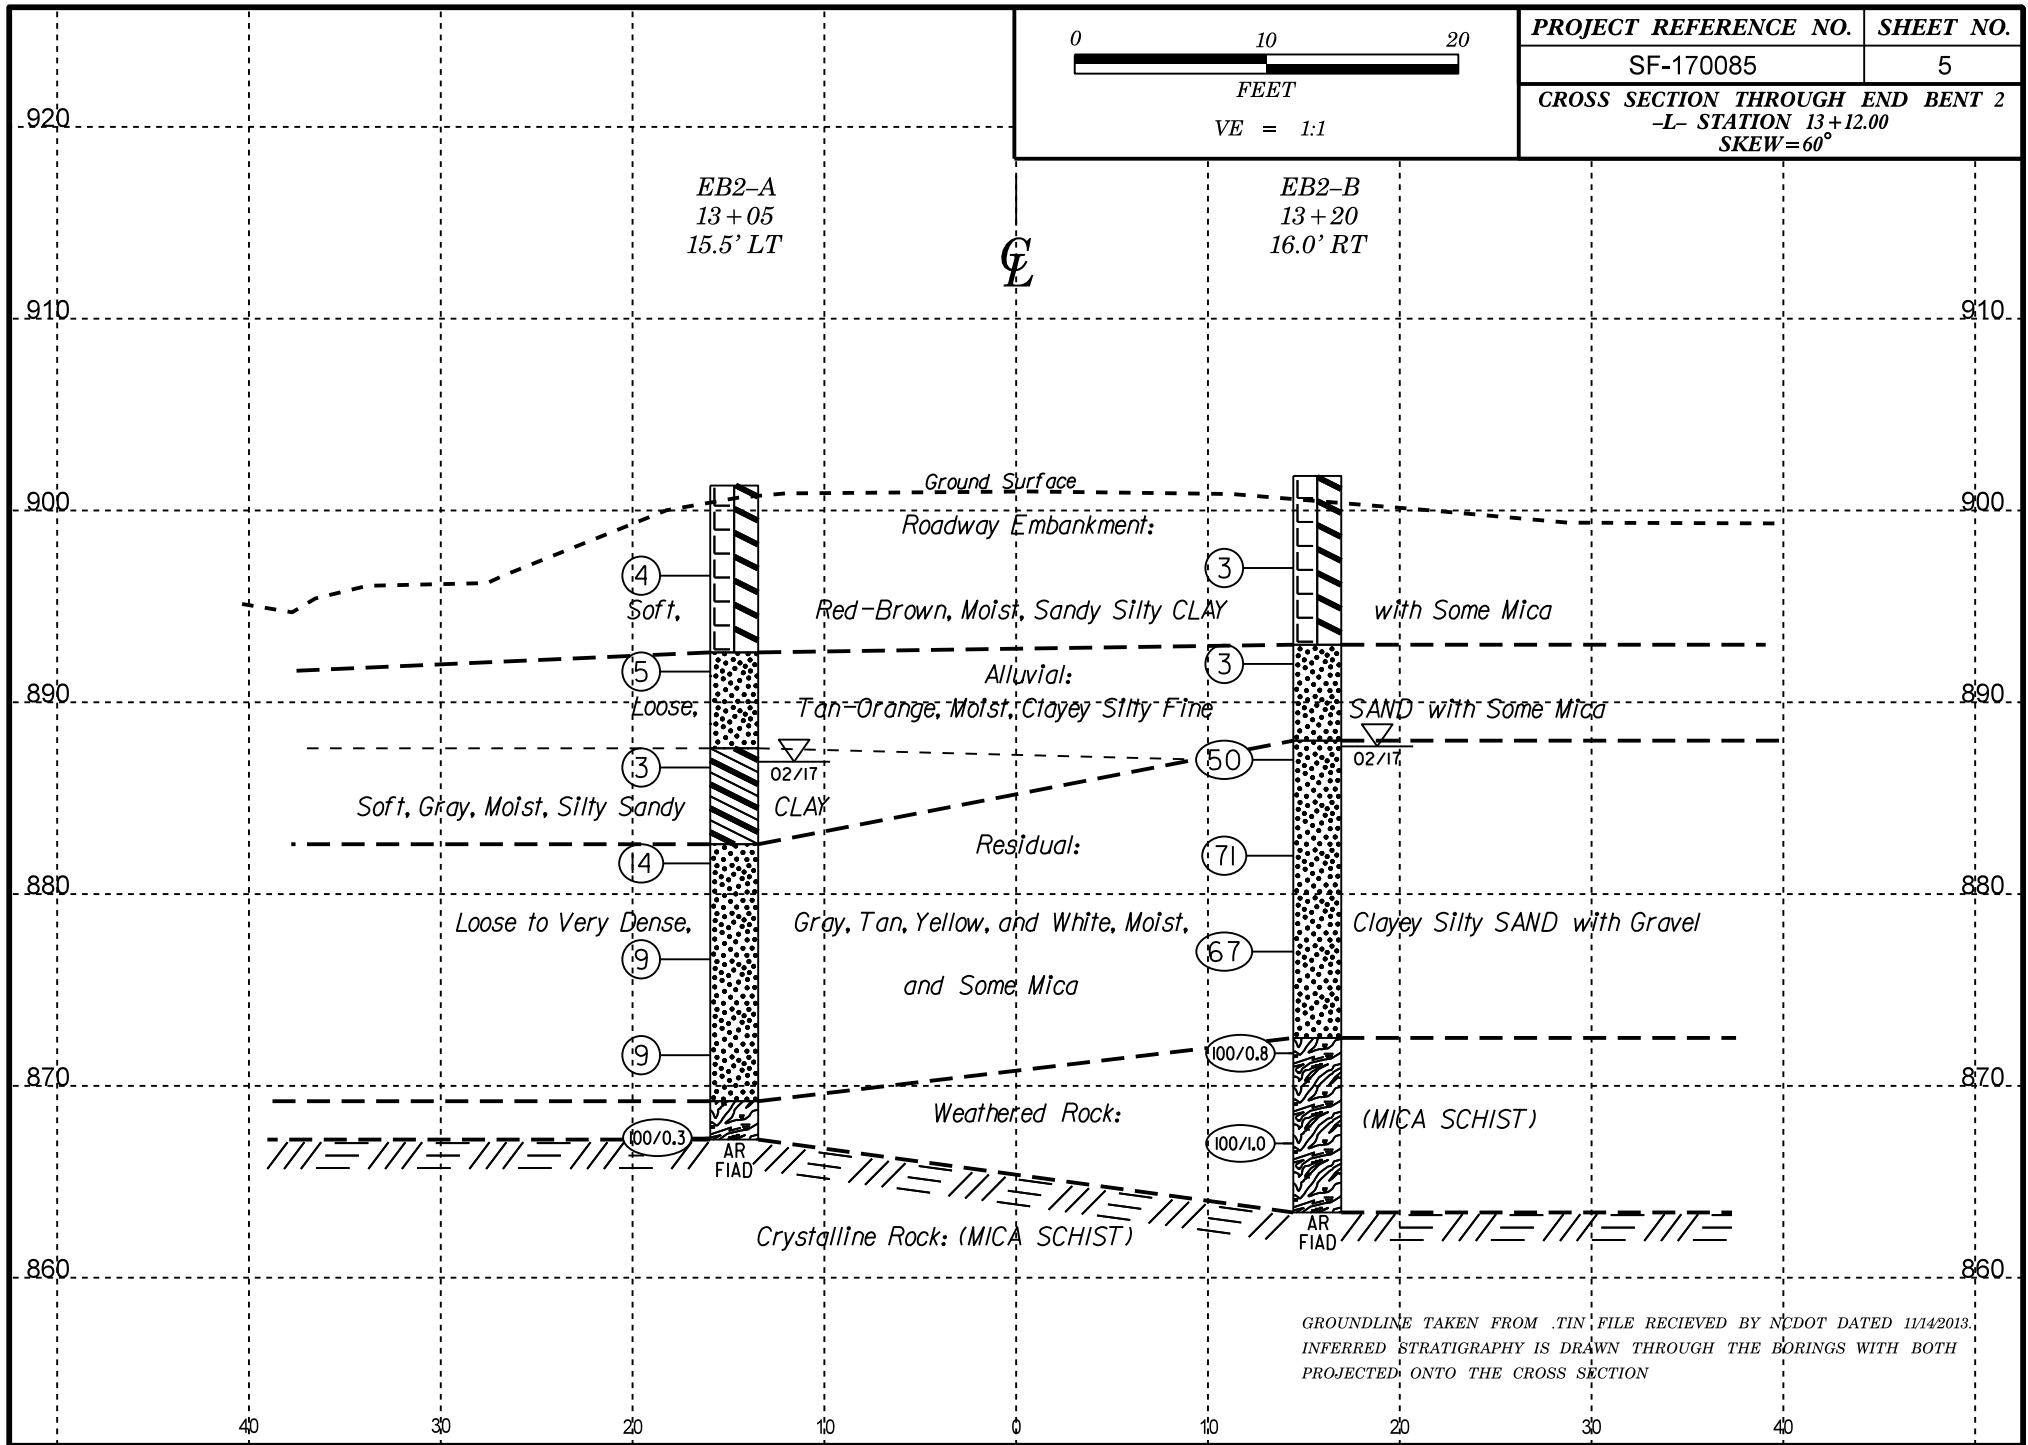 0 10 20
FEET
VE = 1:1
PROJECT REFERENCE NO. SHEET NO.
SF-170085 5
CROSS SECTION THROUGH END BENT 2
-L- STATION 13+12.00
SKEW=60°
920
EB2-A
13+05
15.5' LT
EB2-B
13+20
16.0' RT
CL
910 910
Ground Surface
900 900
Roadway Embankment:
4 3
Soft, Red-Brown, Moist, Sandy Silty CLAY with Some Mica
5 3
Alluvial:
890 890
Loose, Tan-Orange, Moist, Clayey Silty Fine SAND with Some Mica
3 02/17 50 02/17
Soft, Gray, Moist, Silty Sandy CLAY
Residual:
14 71
880 880
Loose to Very Dense, Gray, Tan, Yellow, and White, Moist, Clayey Silty SAND with Gravel
9 67
and Some Mica
9 100/0.8
870 870
Weathered Rock: (MICA SCHIST)
100/0.3 100/1.0
AR
FIAD
AR
FIAD
Crystalline Rock: (MICA SCHIST)
860 860
GROUNDLINE TAKEN FROM .TIN FILE RECIEVED BY NCDOT DATED 11/14/2013.
INFERRED STRATIGRAPHY IS DRAWN THROUGH THE BORINGS WITH BOTH
PROJECTED ONTO THE CROSS SECTION
40 30 20 10 0 10 20 30 40